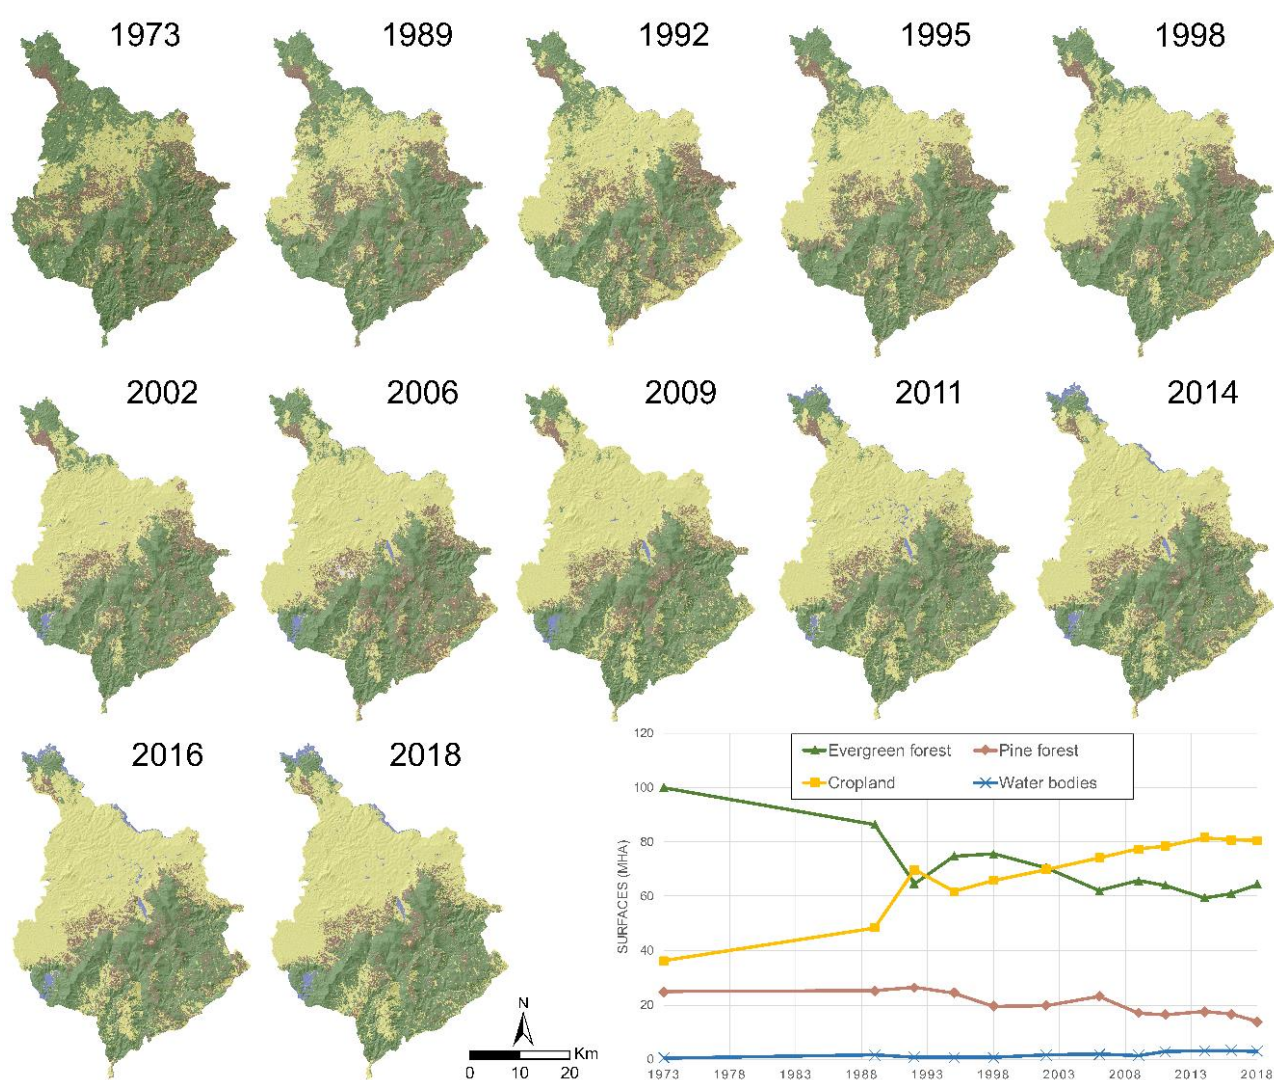 1973
1989
1992
1995
1998
2002
2006
2009
2011
2014
2016
2018
N
Km
0 10 20
Evergreen forest
Pine forest
Cropland
Water bodies
SURFACES (MHA)
120
100
80
60
40
20
0
1973 1978 1983 1988 1993 1998 2003 2008 2013 2018